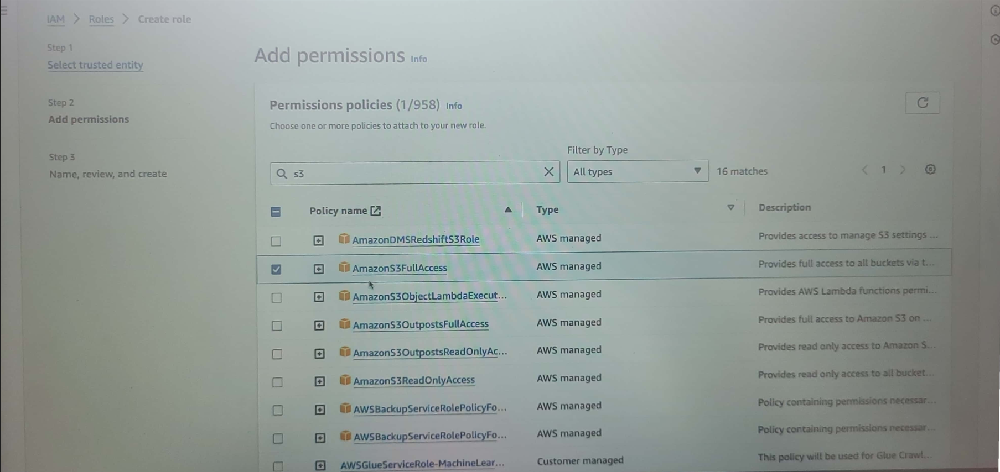 IAM > Roles > Create role
Step 1
Select trusted entity
Step 2
Add permissions
Step 3
Name, review, and create
Add permissions Info
Permissions policies (1/958) Info
Choose one or more policies to attach to your new role.
Filter by Type
s3
All types
16 matches
1
Policy name Type Description
AmazonDMSRedshiftS3Role AWS managed Provides access to manage S3 settings ...
AmazonS3FullAccess AWS managed Provides full access to all buckets via t...
AmazonS3ObjectLambdaExecut... AWS managed Provides AWS Lambda functions permi...
AmazonS3OutpostsFullAccess AWS managed Provides full access to Amazon S3 on ...
AmazonS3OutpostsReadOnlyAc... AWS managed Provides read only access to Amazon S...
AmazonS3ReadOnlyAccess AWS managed Provides read only access to all bucket...
AWSBackupServiceRolePolicyFo... AWS managed Policy containing permissions necessar...
AWSBackupServiceRolePolicyFo... AWS managed Policy containing permissions necessar...
AWSGlueServiceRole-MachineLear... Customer managed This policy will be used for Glue Crawl...